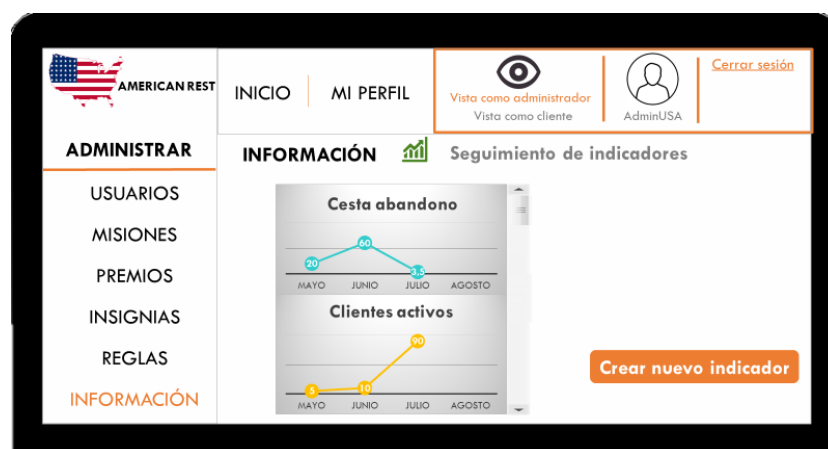 AMERICAN REST
INICIO
MI PERFIL
Vista como administrador
Vista como cliente
AdminUSA
Cerrar sesión
ADMINISTRAR
USUARIOS
MISIONES
PREMIOS
INSIGNIAS
REGLAS
INFORMACIÓN
INFORMACIÓN
Seguimiento de indicadores
Cesta abandono
60
20
3,5
MAYO JUNIO JULIO AGOSTO
Clientes activos
90
10
5
MAYO JUNIO JULIO AGOSTO
Crear nuevo indicador